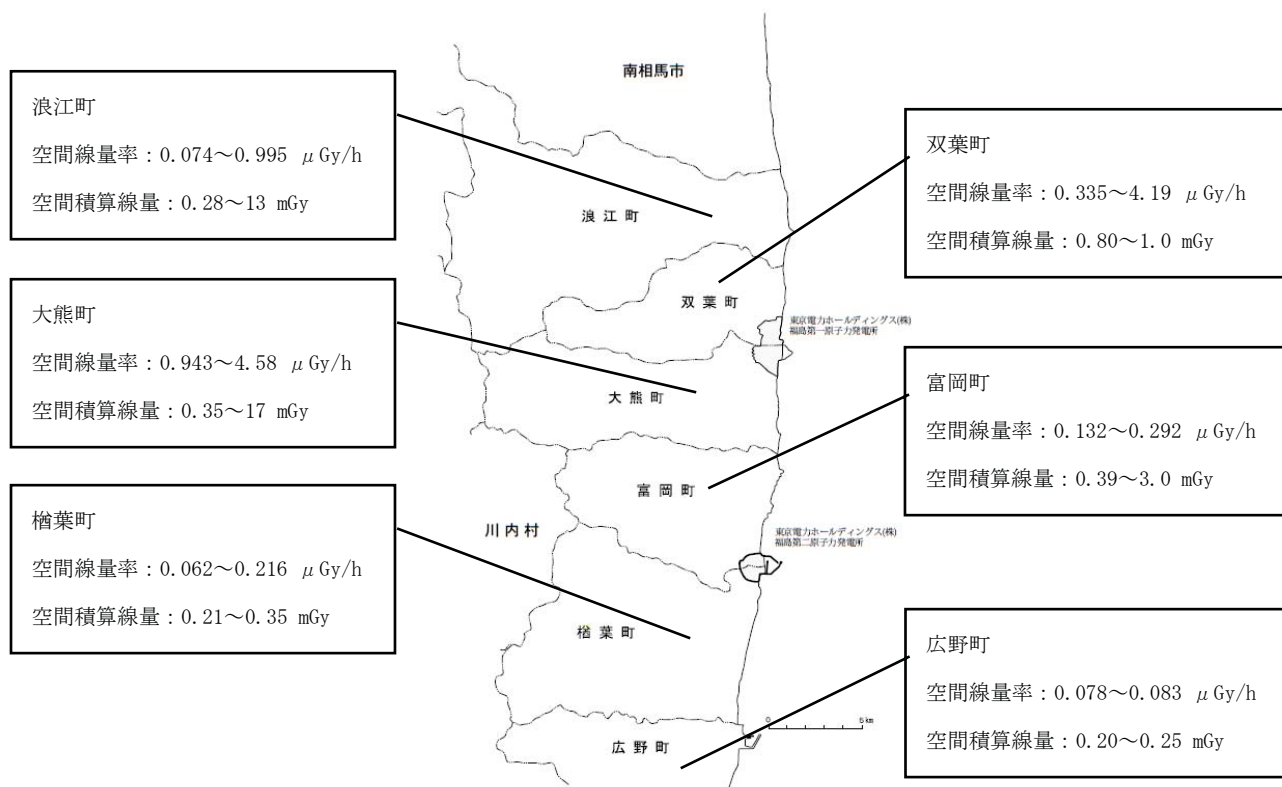 南相馬市
浪江町
空間線量率：0.074～0.995 μGy/h
空間積算線量：0.28～13 mGy
双葉町
空間線量率：0.335～4.19 μGy/h
空間積算線量：0.80～1.0 mGy
浪江町
双葉町
大熊町
空間線量率：0.943～4.58 μGy/h
空間積算線量：0.35～17 mGy
東京電力ホールディングス(株)
福島第一原子力発電所
大熊町
富岡町
空間線量率：0.132～0.292 μGy/h
空間積算線量：0.39～3.0 mGy
富岡町
楢葉町
空間線量率：0.062～0.216 μGy/h
空間積算線量：0.21～0.35 mGy
川内村
東京電力ホールディングス(株)
福島第二原子力発電所
楢葉町
広野町
空間線量率：0.078～0.083 μGy/h
空間積算線量：0.20～0.25 mGy
0 5km
広野町